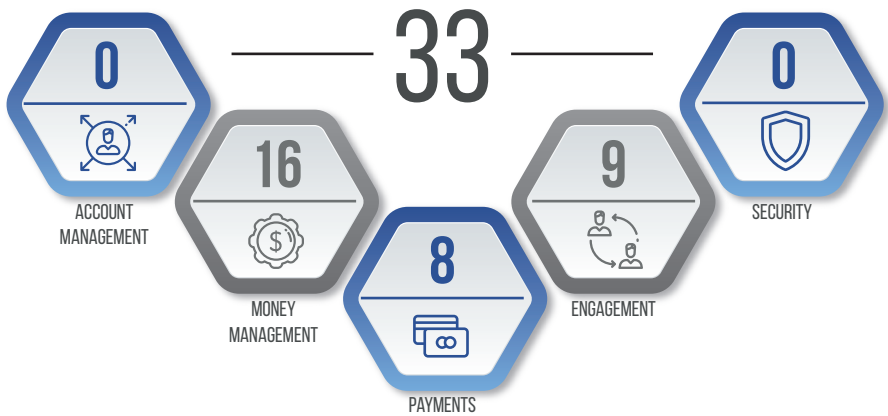 33
0
ACCOUNT
MANAGEMENT
16
$
MONEY
MANAGEMENT
8
PAYMENTS
9
ENGAGEMENT
0
SECURITY